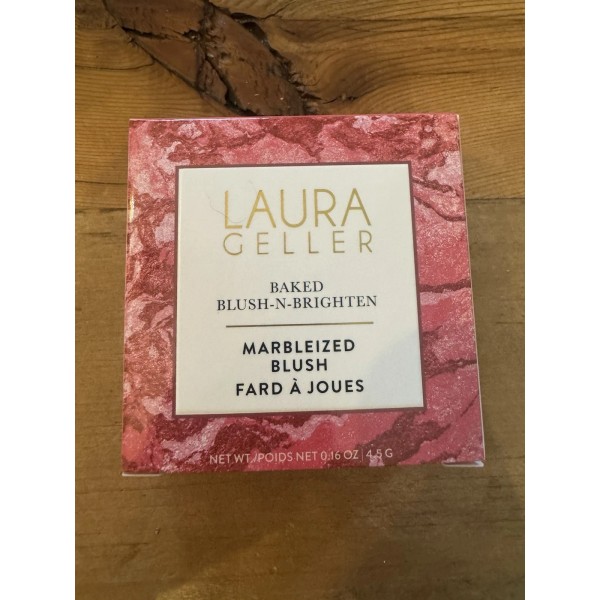 LAURA
GELLER
BAKED
BLUSH-N-BRIGHTEN
MARBLEIZED
BLUSH
FARD À JOUES
NET WT./POIDS NET 0.16 OZ | 4.5 G